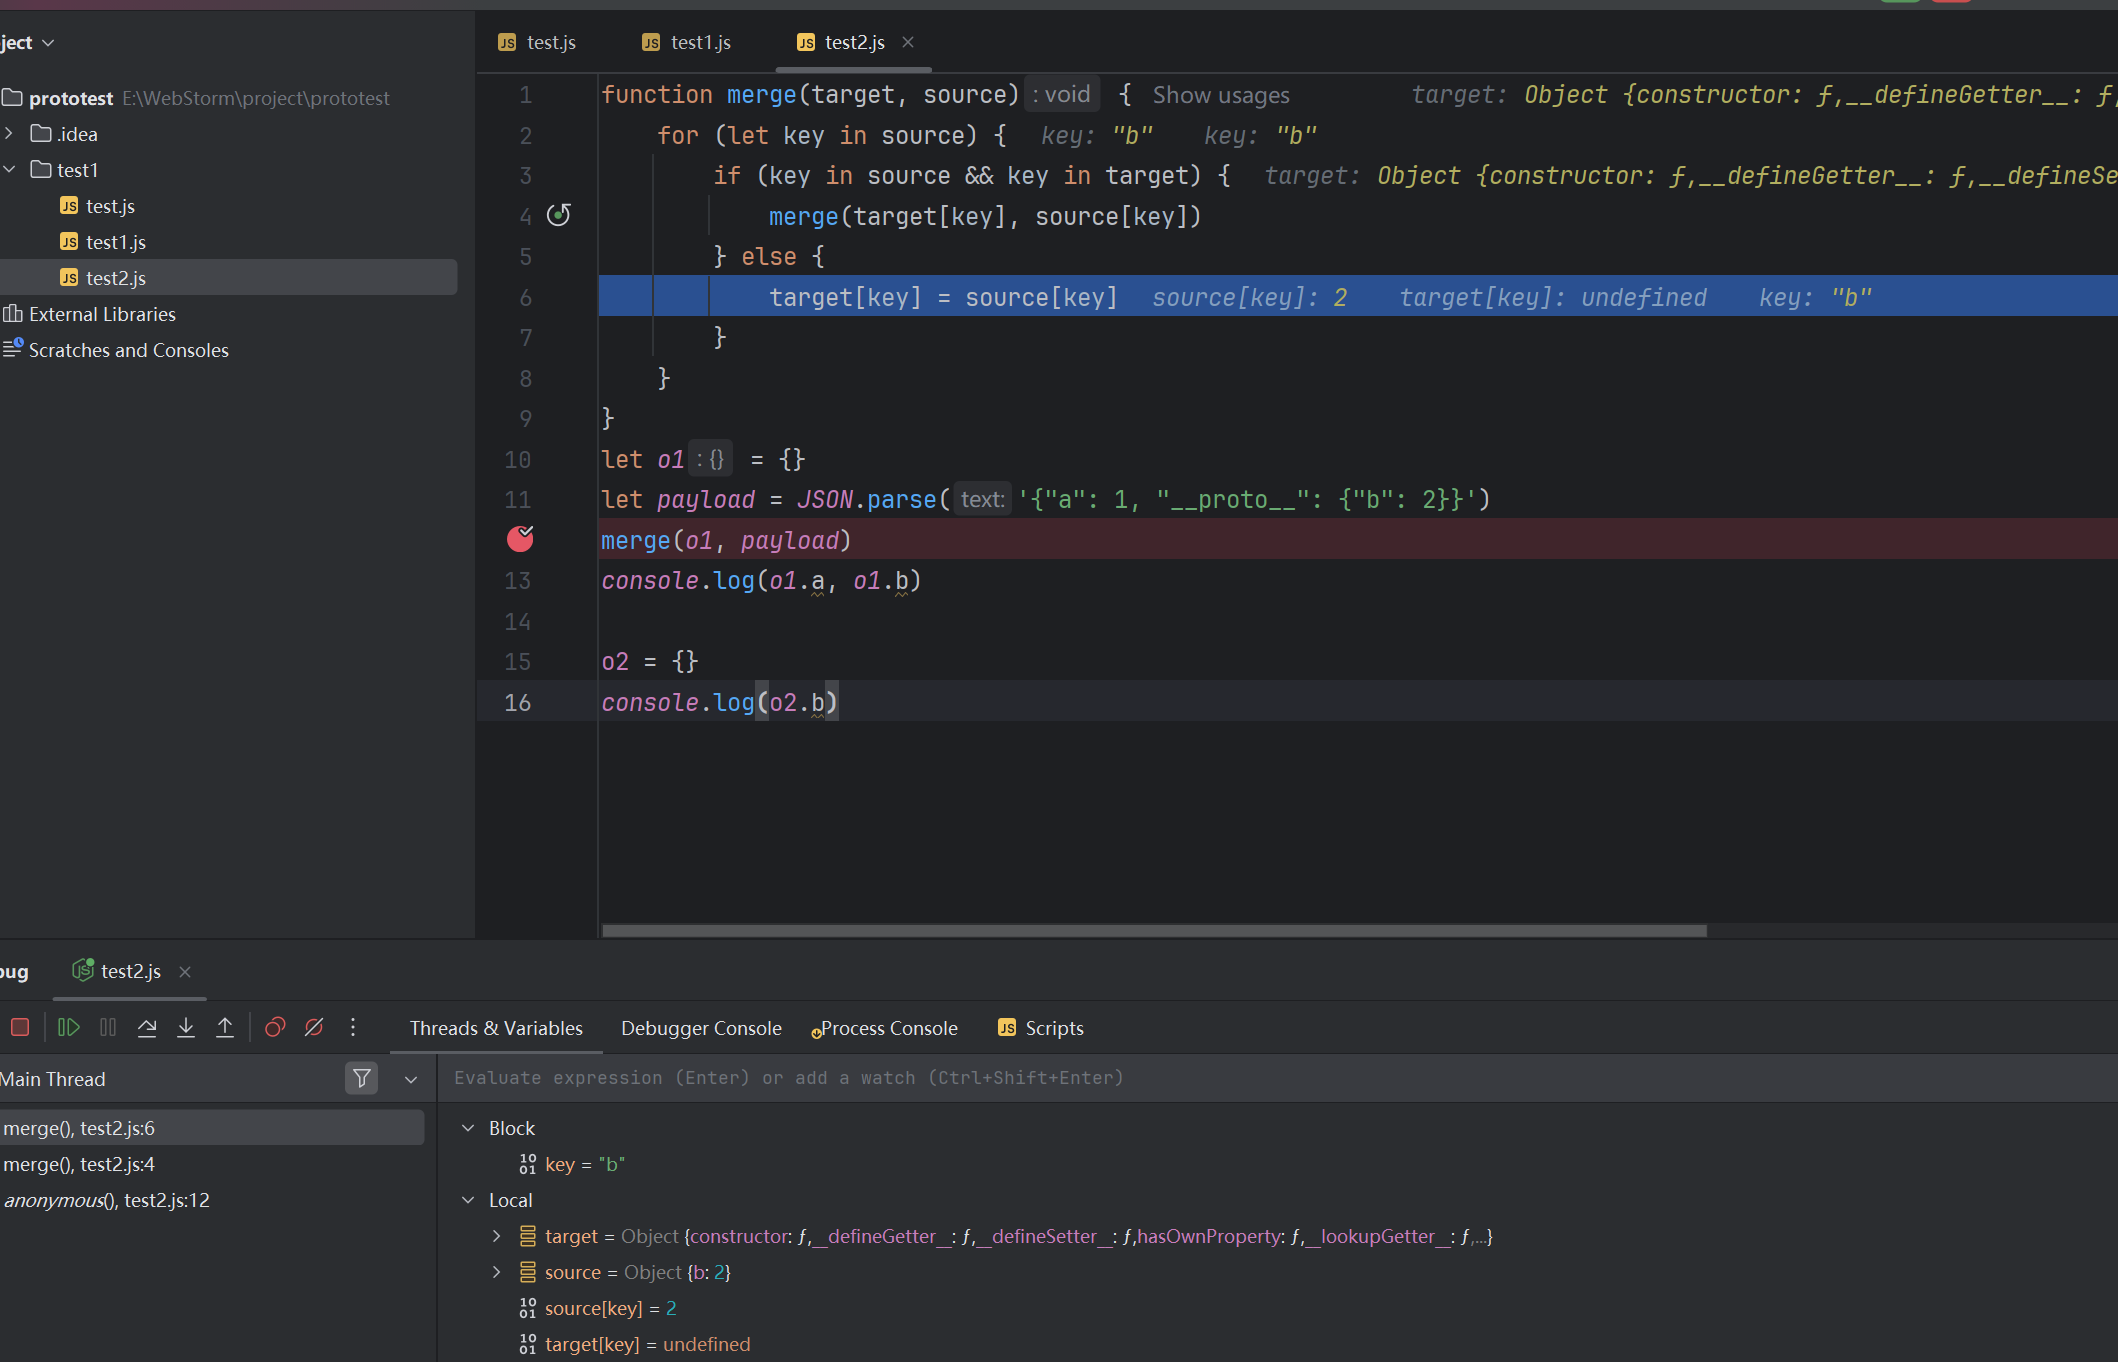 ject
prototest E:\WebStorm\project\prototest
.idea
test1
test.js
test1.js
test2.js
External Libraries
Scratches and Consoles
test.js test1.js test2.js
1 function merge(target, source) : void { Show usages target: Object {constructor: ƒ,__defineGetter__: ƒ,
2 for (let key in source) { key: "b" key: "b"
3 if (key in source && key in target) { target: Object {constructor: ƒ,__defineGetter__: ƒ,__defineSe
4 merge(target[key], source[key])
5 } else {
6 target[key] = source[key] source[key]: 2 target[key]: undefined key: "b"
7 }
8 }
9 }
10 let o1 : {} = {}
11 let payload = JSON.parse( text: '{"a": 1, "__proto__": {"b": 2}}')
merge(o1, payload)
13 console.log(o1.a, o1.b)
14
15 o2 = {}
16 console.log(o2.b)
bug test2.js
Threads & Variables Debugger Console Process Console Scripts
Main Thread
Evaluate expression (Enter) or add a watch (Ctrl+Shift+Enter)
merge(), test2.js:6
merge(), test2.js:4
anonymous(), test2.js:12
Block
key = "b"
Local
target = Object {constructor: ƒ,__defineGetter__: ƒ,__defineSetter__: ƒ,hasOwnProperty: ƒ,__lookupGetter__: ƒ,...}
source = Object {b: 2}
source[key] = 2
target[key] = undefined